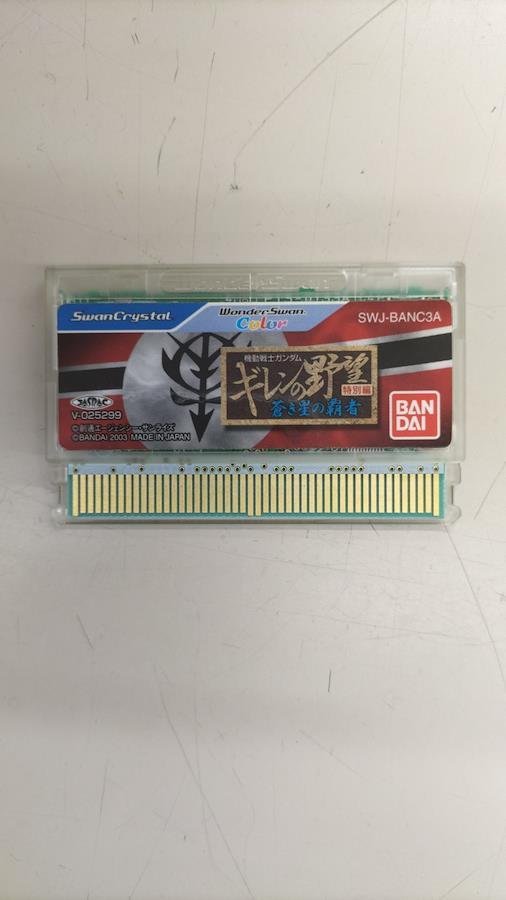 SwanCrystal
WonderSwan
Color
SWJ-BANC3A
機動戦士ガンダム
ギレンの野望
特別編
蒼き星の覇者
JASRAC
V-025299
©創通エージェンシー・サンライズ
©BANDAI 2003 MADE IN JAPAN
BAN
DAI